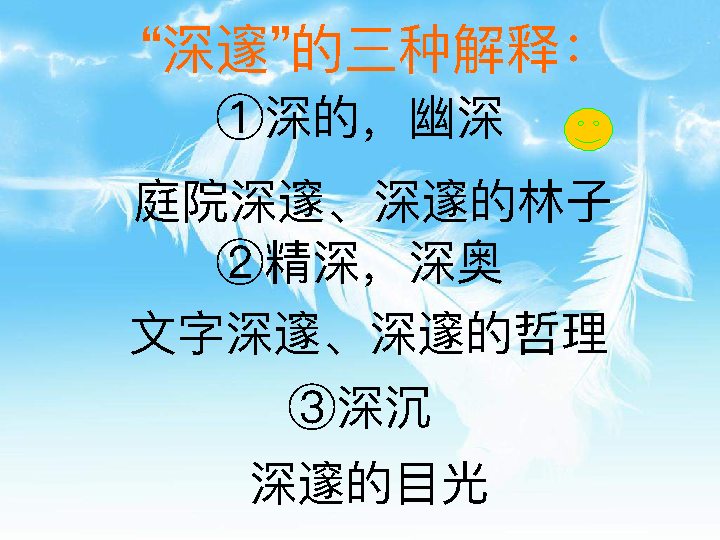 “深邃”的三种解释：
①深的，幽深
庭院深邃、深邃的林子
②精深，深奥
文字深邃、深邃的哲理
③深沉
深邃的目光